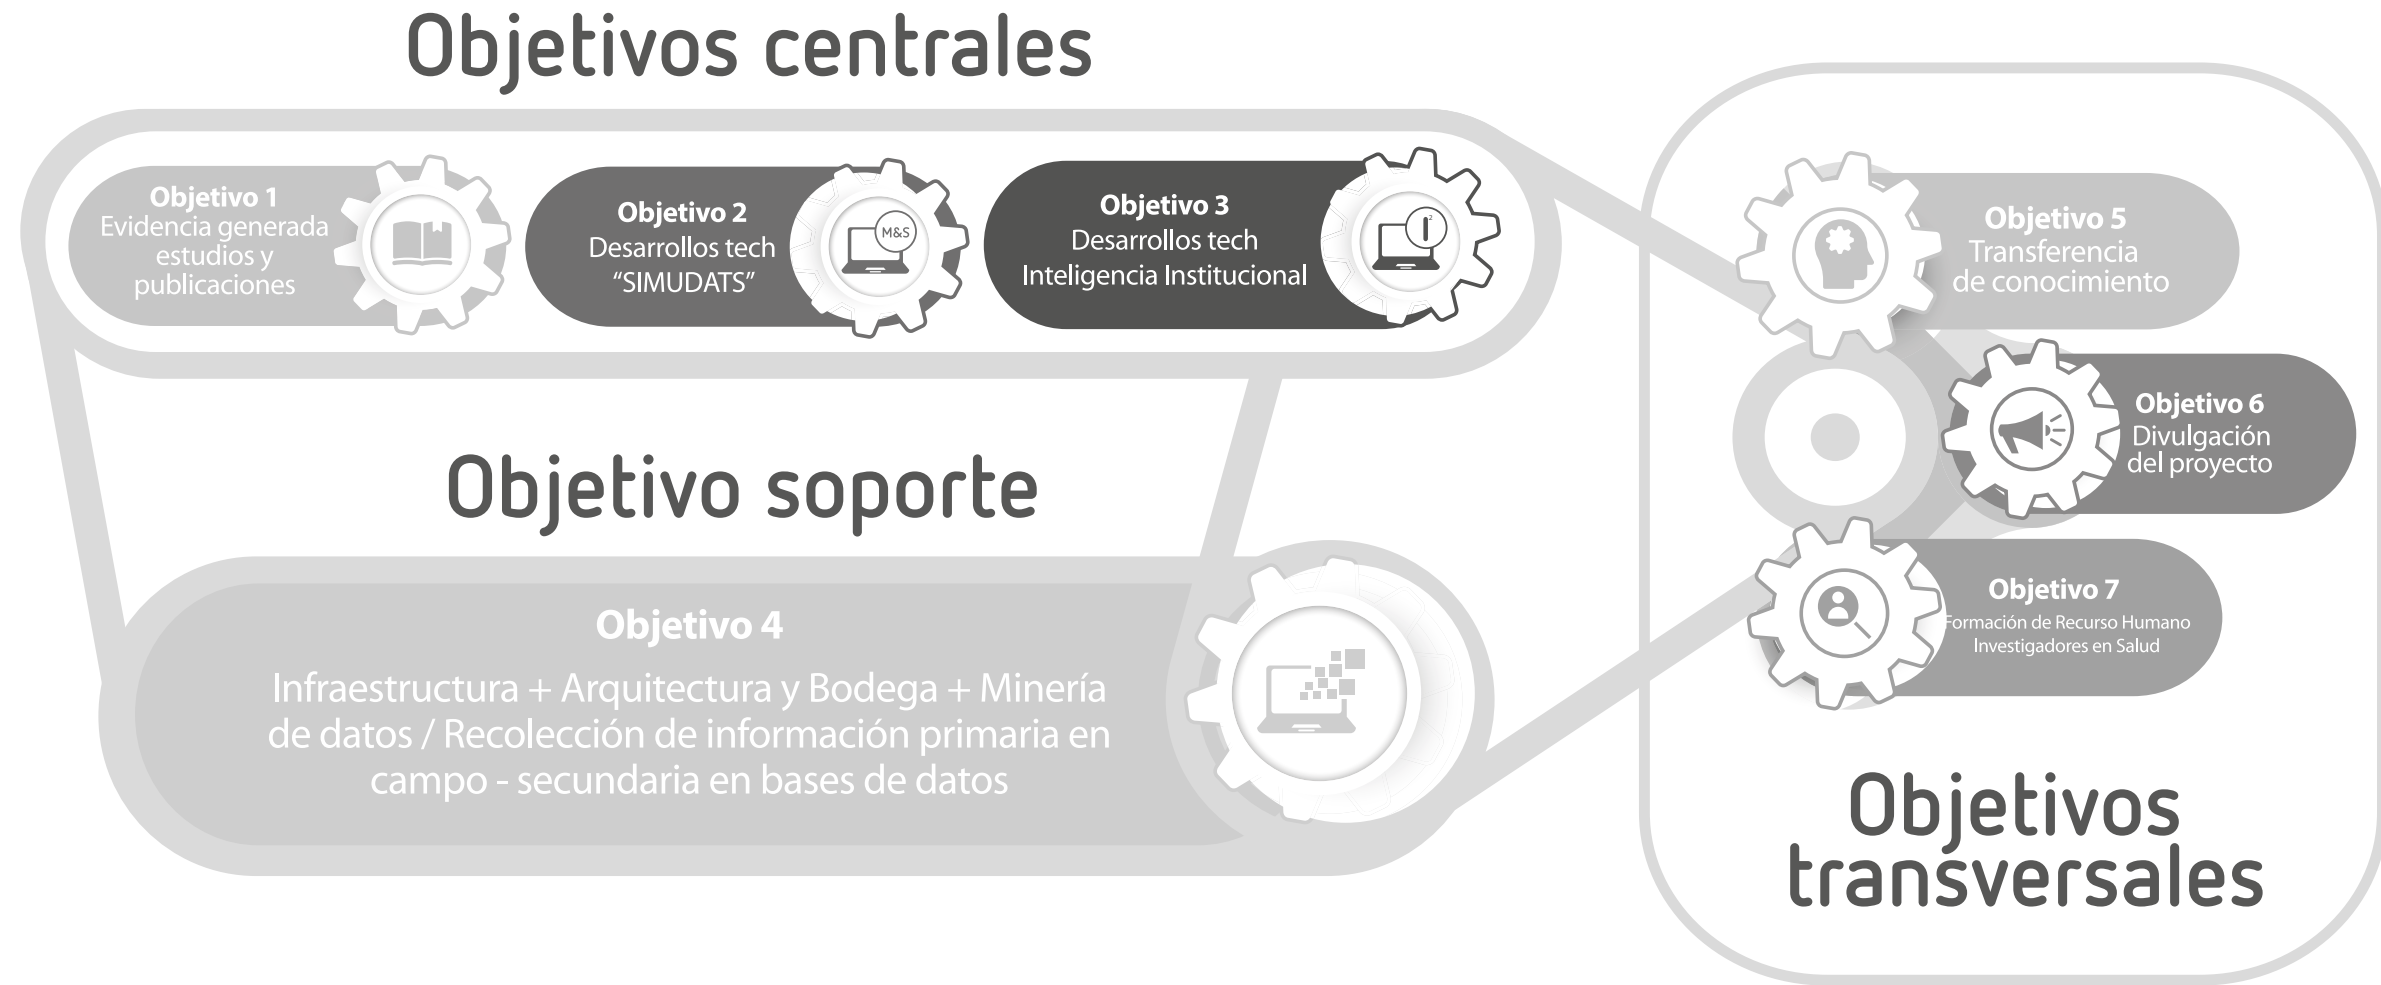 Objetivos centrales
Objetivo 1
Evidencia generada
estudios y
publicaciones
Objetivo 2
Desarrollos tech
“SIMUDATS”
M&S
Objetivo 3
Desarrollos tech
Inteligencia Institucional
I²
Objetivo soporte
Objetivo 4
Infraestructura + Arquitectura y Bodega + Minería
de datos / Recolección de información primaria en
campo - secundaria en bases de datos
Objetivo 5
Transferencia
de conocimiento
Objetivo 6
Divulgación
del proyecto
Objetivo 7
Formación de Recurso Humano
Investigadores en Salud
Objetivos
transversales